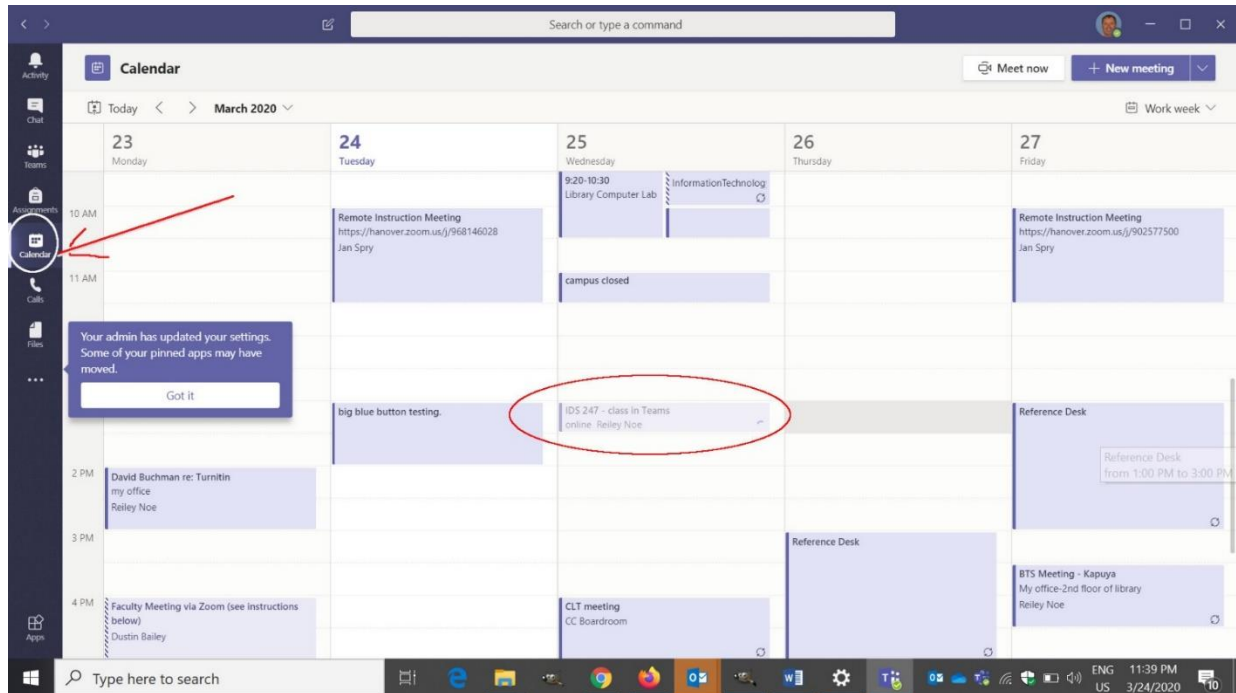 Search or type a command
Activity
Chat
Teams
Assignments
Calendar
Calls
Files
Apps
Calendar
Meet now
+ New meeting
Today
March 2020
Work week
23
Monday
24
Tuesday
25
Wednesday
26
Thursday
27
Friday
10 AM
11 AM
2 PM
3 PM
4 PM
9:20-10:30
Library Computer Lab
InformationTechnolog
Remote Instruction Meeting
https://hanover.zoom.us/j/968146028
Jan Spry
Remote Instruction Meeting
https://hanover.zoom.us/j/902577500
Jan Spry
campus closed
Your admin has updated your settings.
Some of your pinned apps may have
moved.
Got it
big blue button testing.
IDS 247 - class in Teams
online Reiley Noe
Reference Desk
Reference Desk
from 1:00 PM to 3:00 PM
David Buchman re: Turnitin
my office
Reiley Noe
Reference Desk
BTS Meeting - Kapuya
My office-2nd floor of library
Reiley Noe
Faculty Meeting via Zoom (see instructions
below)
Dustin Bailey
CLT meeting
CC Boardroom
Type here to search
ENG
US
11:39 PM
3/24/2020
10